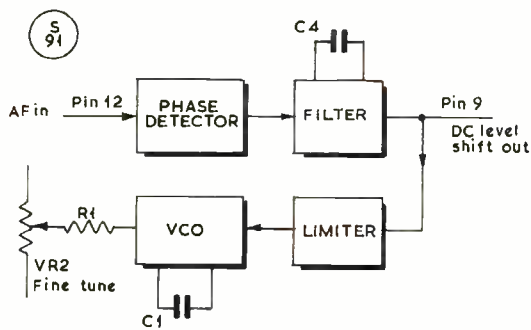 S
91
C4
AF in
Pin 12
PHASE
DETECTOR
FILTER
Pin 9
DC level
shift out
R1
VCO
LIMITER
VR2
Fine tune
C1